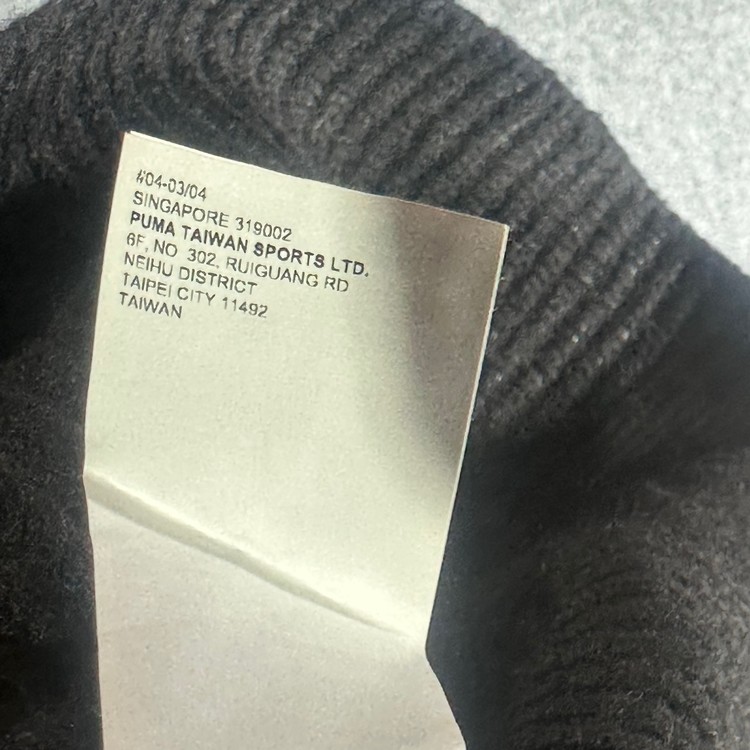 #04-03/04
SINGAPORE 319002
PUMA TAIWAN SPORTS LTD.
6F, NO. 302, RUIGUANG RD
NEIHU DISTRICT
TAIPEI CITY 11492
TAIWAN